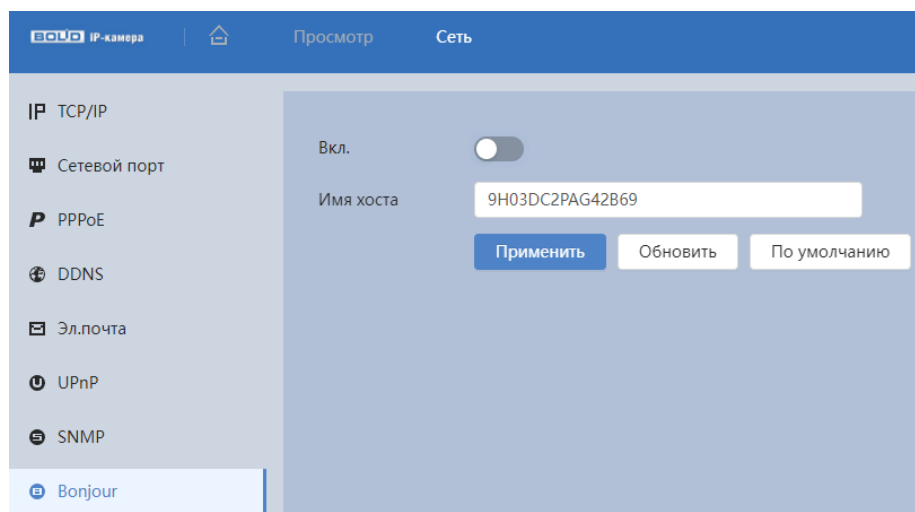 BOLID IP-камера
Просмотр
Сеть
TCP/IP
Сетевой порт
PPPoE
DDNS
Эл.почта
UPnP
SNMP
Bonjour
Вкл.
Имя хоста
9H03DC2PAG42B69
Применить
Обновить
По умолчанию